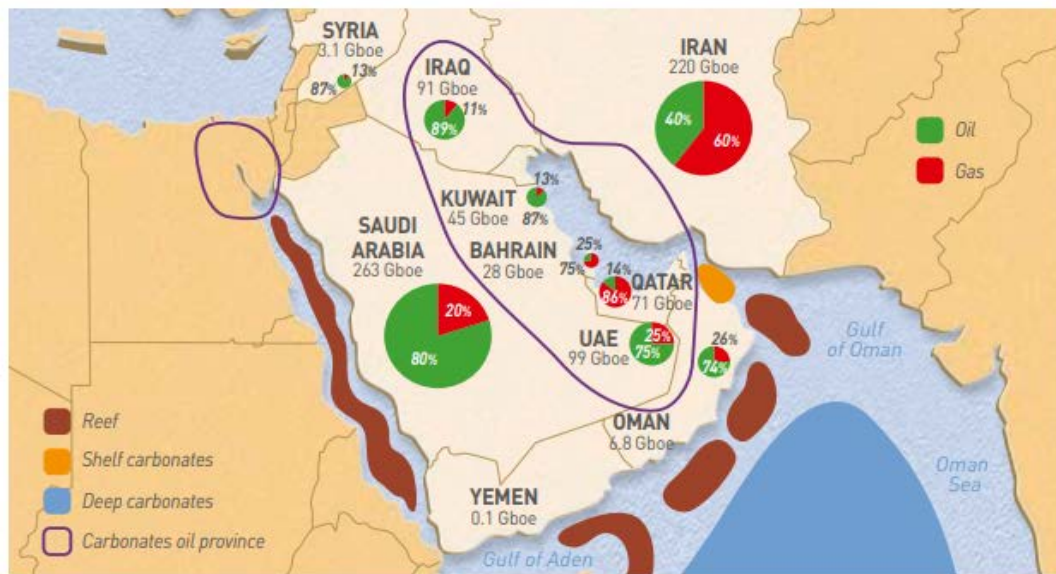 SYRIA
3.1 Gboe
13%
87%
IRAQ
91 Gboe
11%
89%
IRAN
220 Gboe
40%
60%
Oil
Gas
KUWAIT
45 Gboe
13%
87%
SAUDI
ARABIA
263 Gboe
20%
80%
BAHRAIN
28 Gboe
25%
75%
14%
86%
QATAR
71 Gboe
UAE
99 Gboe
25%
75%
26%
74%
OMAN
6.8 Gboe
YEMEN
0.1 Gboe
Gulf
of Oman
Oman
Sea
Gulf of Aden
Reef
Shelf carbonates
Deep carbonates
Carbonates oil province